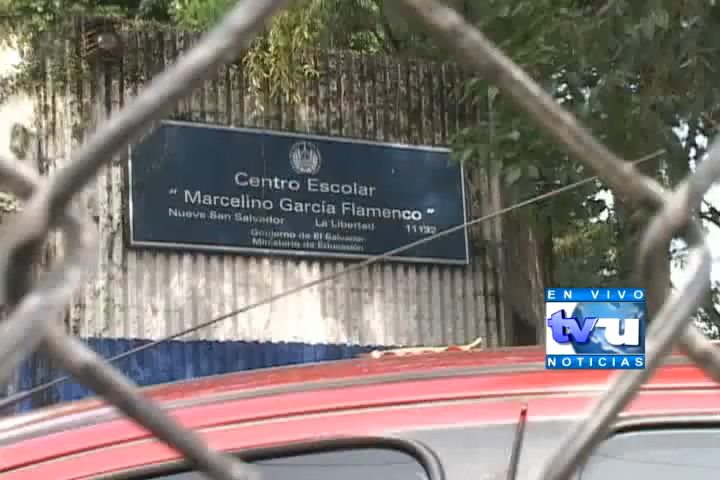 Centro Escolar
" Marcelino García Flamenco "
Nueva San Salvador La Libertad 11192
Gobierno de El Salvador
Ministerio de Educación
EN VIVO
tvu
NOTICIAS